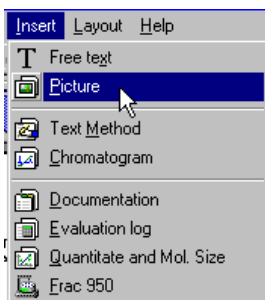 Insert Layout Help
T Free text
Picture
Text Method
Chromatogram
Documentation
Evaluation log
Quantitate and Mol. Size
Frac 950